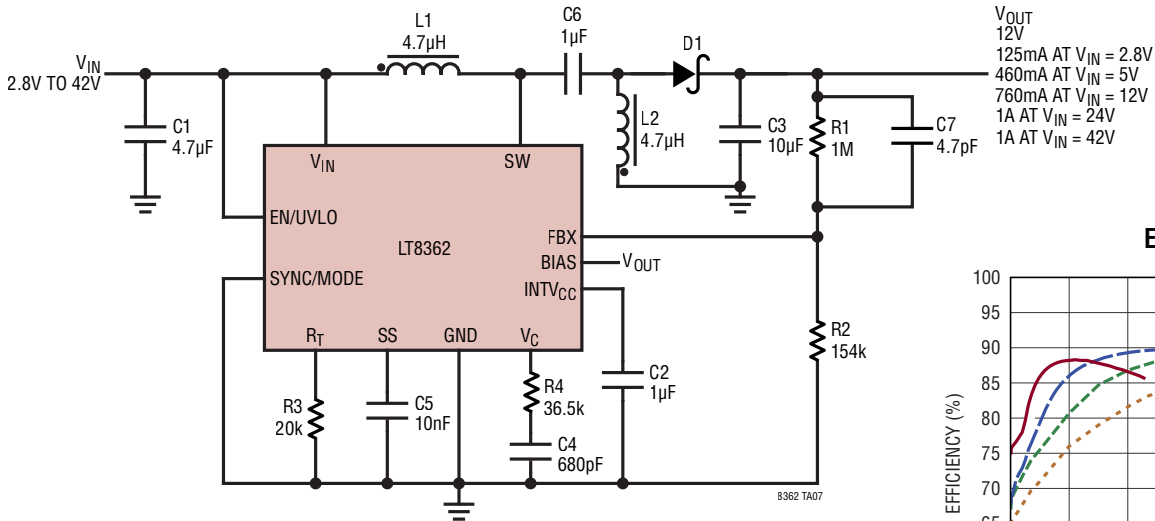 VIN
2.8V TO 42V
C1
4.7µF
L1
4.7µH
C6
1µF
D1
L2
4.7µH
C3
10µF
R1
1M
C7
4.7pF
VOUT
12V
125mA AT VIN = 2.8V
460mA AT VIN = 5V
760mA AT VIN = 12V
1A AT VIN = 24V
1A AT VIN = 42V
VIN
SW
EN/UVLO
LT8362
FBX
BIAS
VOUT
SYNC/MODE
INTVCC
RT
SS
GND
VC
R2
154k
R3
20k
C5
10nF
R4
36.5k
C4
680pF
C2
1µF
8362 TA07
E
100
95
90
85
80
75
70
65
EFFICIENCY (%)